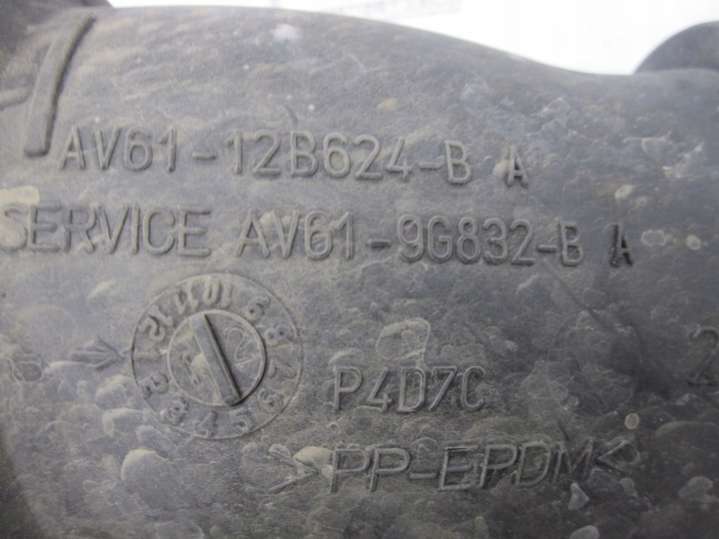 AV61-12B624-B A
SERVICE AV61-9G832-B A
P4D7C
>PP-EPDM<